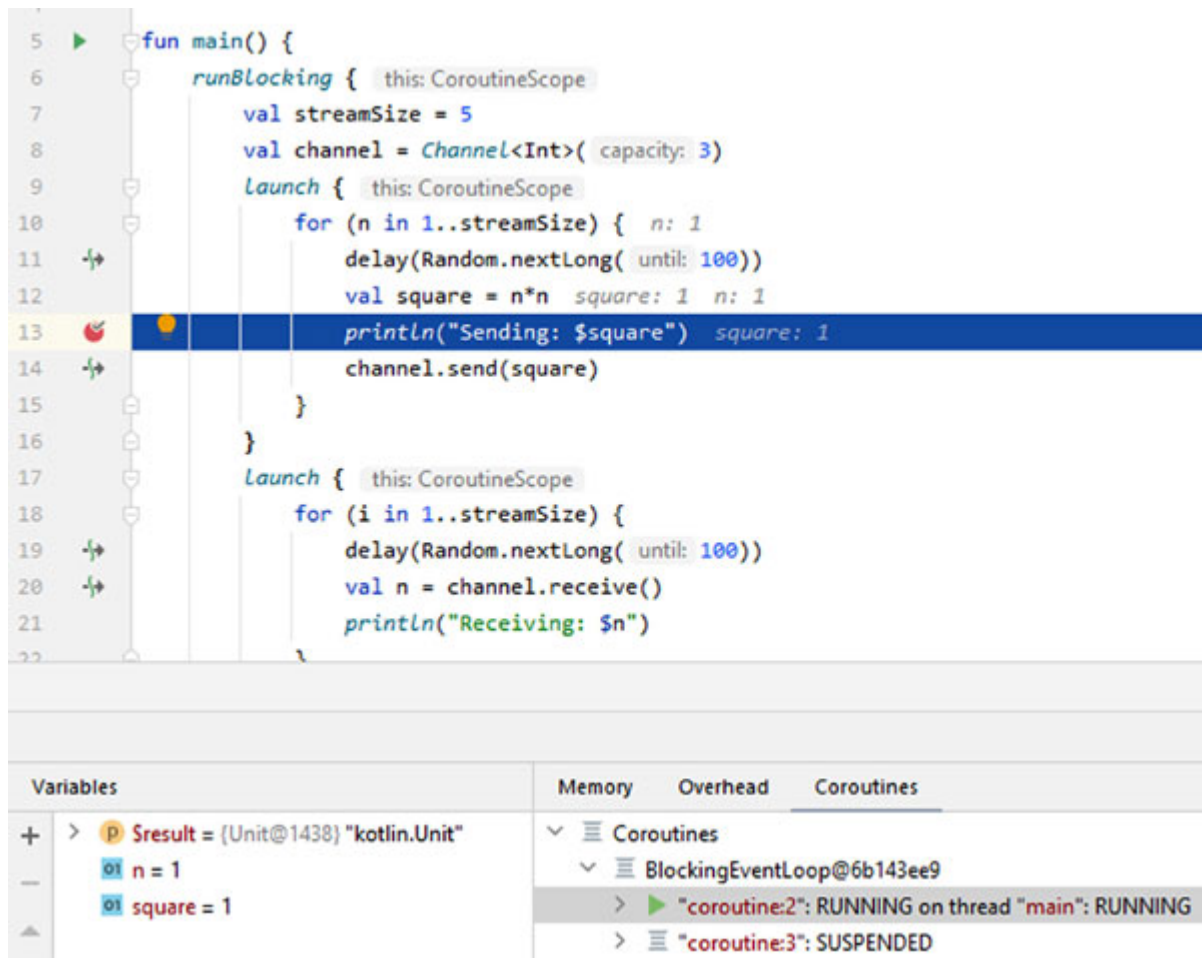 5 fun main() {
6 runBlocking { this: CoroutineScope
7 val streamSize = 5
8 val channel = Channel<Int>( capacity: 3)
9 launch { this: CoroutineScope
10 for (n in 1..streamSize) { n: 1
11 delay(Random.nextLong( until: 100))
12 val square = n*n square: 1 n: 1
13 println("Sending: $square") square: 1
14 channel.send(square)
15 }
16 }
17 launch { this: CoroutineScope
18 for (i in 1..streamSize) {
19 delay(Random.nextLong( until: 100))
20 val n = channel.receive()
21 println("Receiving: $n")
22 }
Variables
Memory Overhead Coroutines
$result = {Unit@1438} "kotlin.Unit"
01 n = 1
01 square = 1
Coroutines
BlockingEventLoop@6b143ee9
"coroutine:2": RUNNING on thread "main": RUNNING
"coroutine:3": SUSPENDED